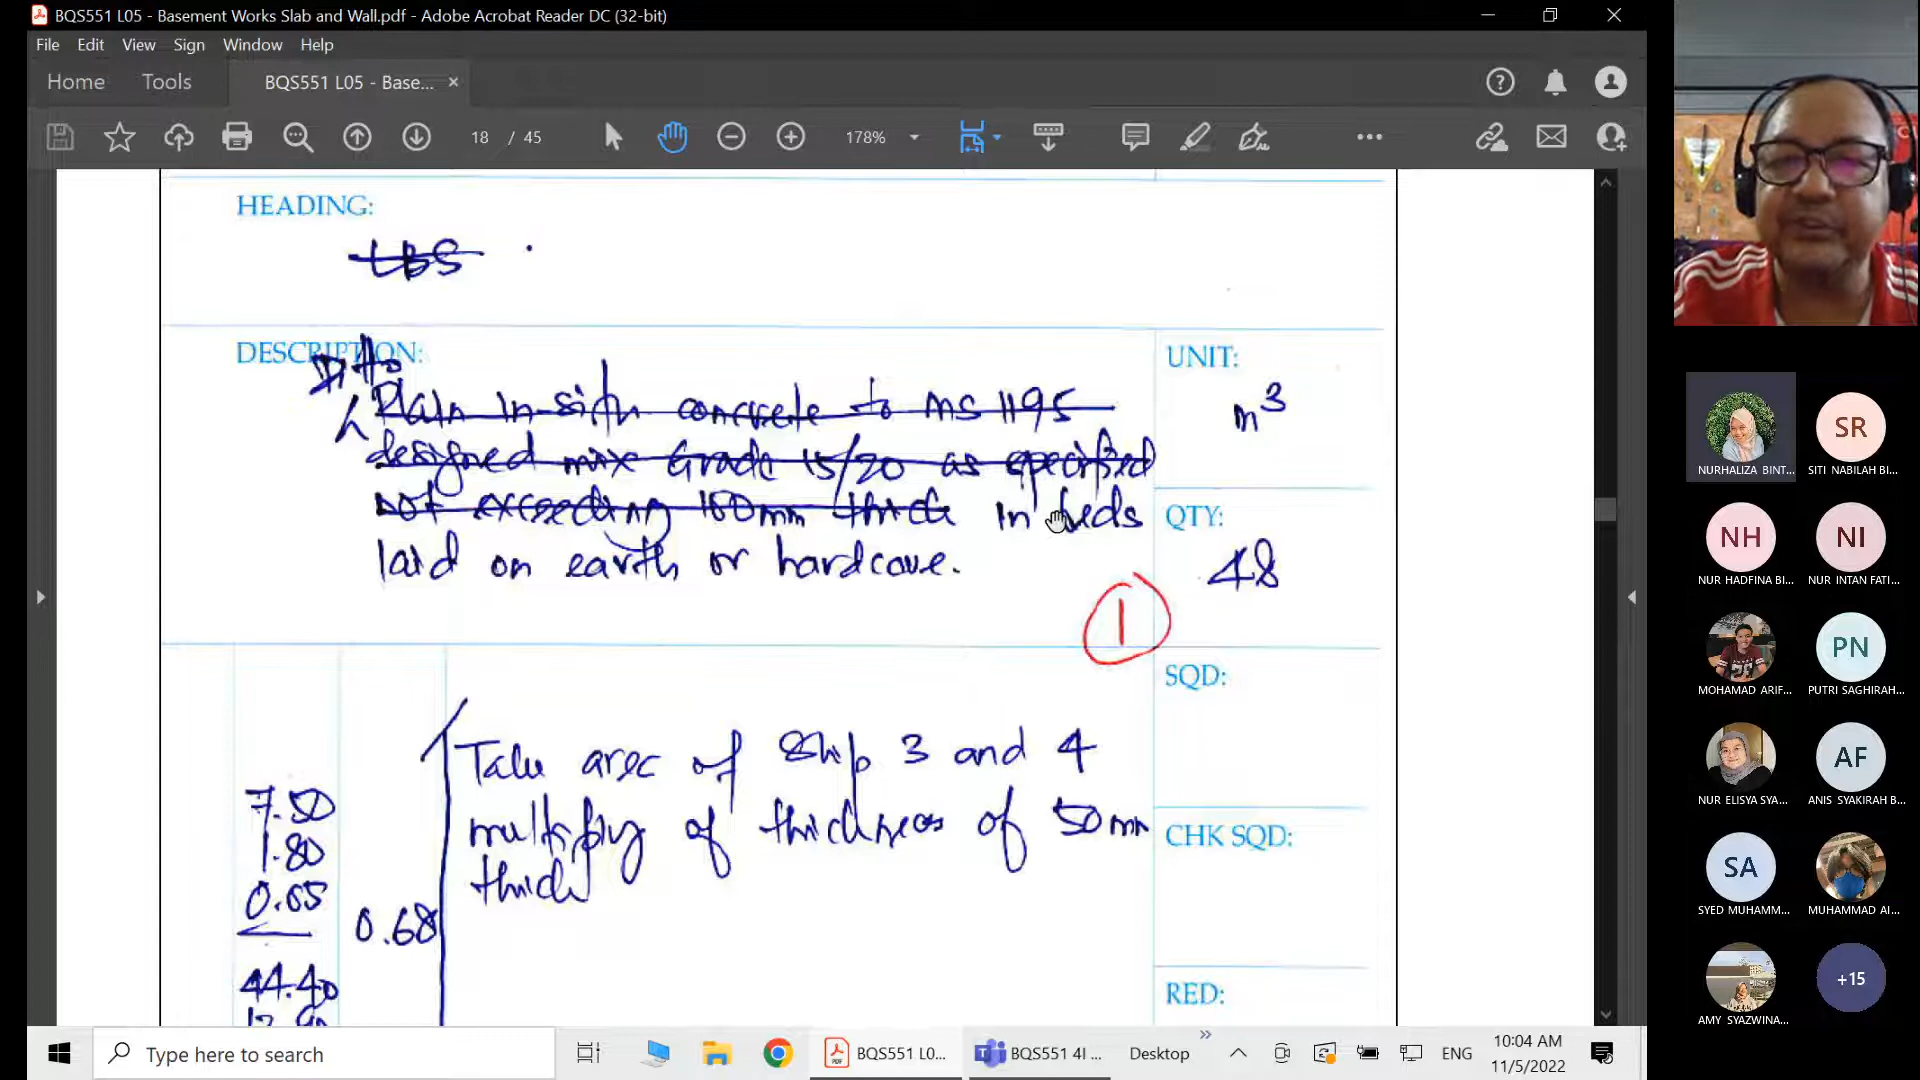 BQS551 L05 - Basement Works Slab and Wall.pdf - Adobe Acrobat Reader DC (32-bit)
File Edit View Sign Window Help
Home Tools BQS551 L05 - Base... ×
18 / 45 178%
HEADING:
LBS
DESCRIPTION:
Ditto
Plain in-situ concrete to MS 1195
designed mix Grade 15/20 as specified
not exceeding 100mm thick in beds
laid on earth or hardcore.
UNIT:
m³
QTY:
48
1
SQD:
CHK SQD:
RED:
7.50
1.80
0.05
0.68
44.40
Take area of 3 and 4
multiply of thickness of 50mm
thick
NURHALIZA BINT...
SR
SITI NABILAH BI...
NH
NUR HADFINA BI...
NI
NUR INTAN FATI...
MOHAMAD ARIF...
PN
PUTRI SAGHIRAH...
NUR ELISYA SYA...
AF
ANIS SYAKIRAH B...
SA
SYED MUHAMM...
MUHAMMAD AI...
AMY SYAZWINA...
+15
Type here to search
BQS551 L0...
BQS551 4I ...
Desktop
ENG
10:04 AM
11/5/2022